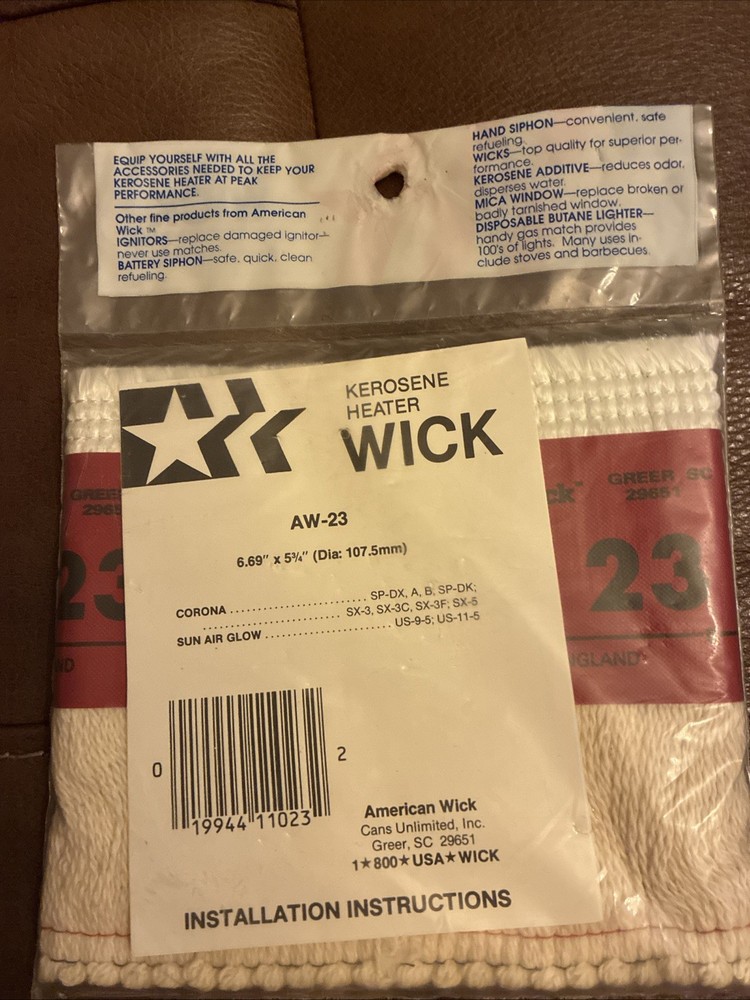 EQUIP YOURSELF WITH ALL THE
ACCESSORIES NEEDED TO KEEP YOUR
KEROSENE HEATER AT PEAK
PERFORMANCE.
Other fine products from American
Wick ™
IGNITORS—replace damaged ignitor—
never use matches.
BATTERY SIPHON—safe, quick, clean
refueling.
HAND SIPHON—convenient, safe
refueling.
WICKS—top quality for superior per-
formance.
KEROSENE ADDITIVE—reduces odor,
disperses water.
MICA WINDOW—replace broken or
badly tarnished window.
DISPOSABLE BUTANE LIGHTER—
handy gas match provides
100's of lights. Many uses in-
clude stoves and barbecues.
KEROSENE
HEATER
WICK
AW-23
6.69" x 5¾" (Dia: 107.5mm)
CORONA ........................ SP-DX, A, B, SP-DK;
........................ SX-3, SX-3C, SX-3F, SX-5
SUN AIR GLOW ...................... US-9-5; US-11-5
0 19944 11023 2
American Wick
Cans Unlimited, Inc.
Greer, SC 29651
1★800★USA★WICK
INSTALLATION INSTRUCTIONS
GREER
2965
23
ND
ck™
GREER SC
29651
23
NGLAND